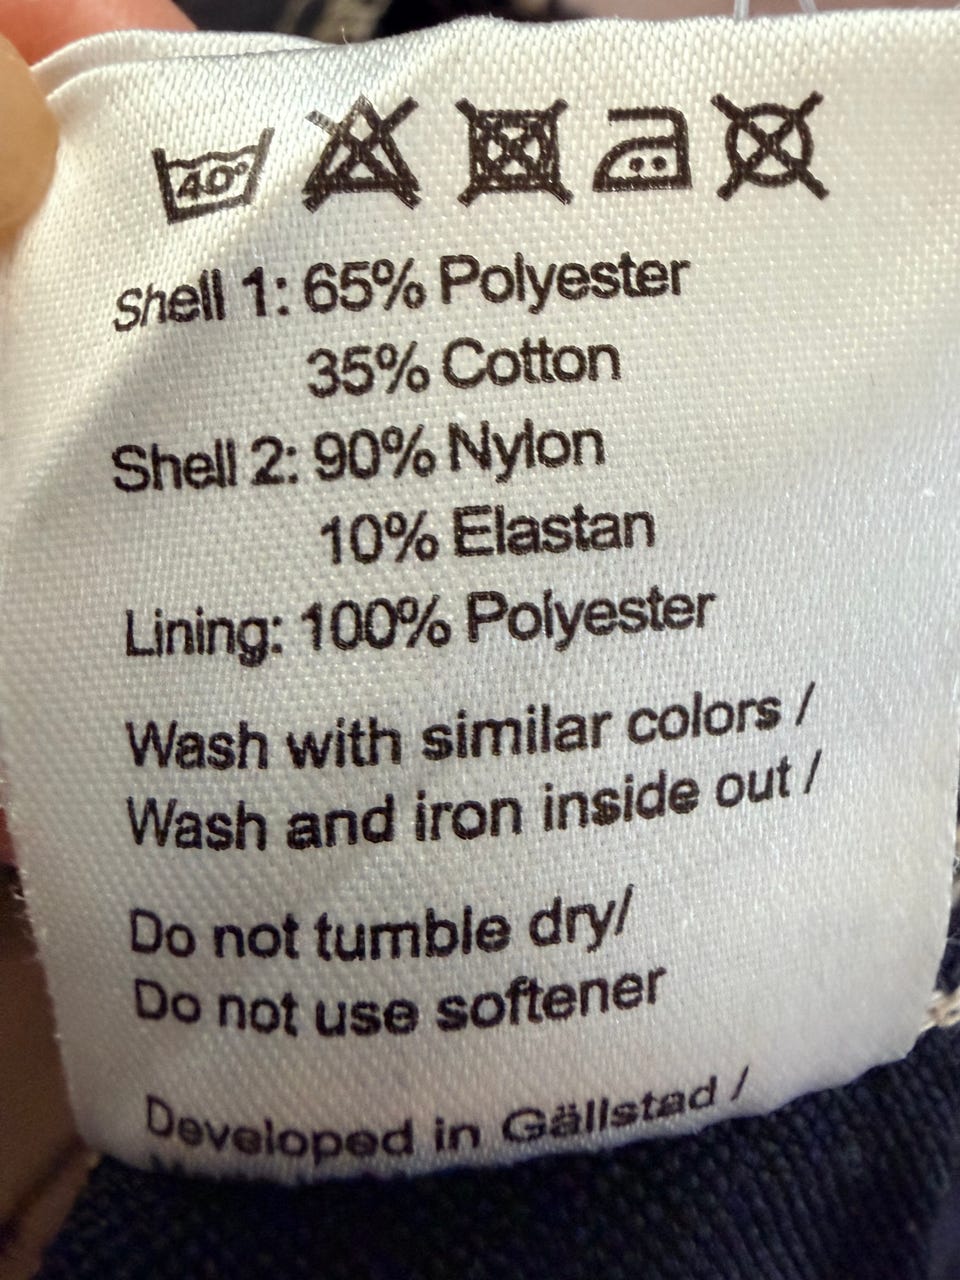 40°
Shell 1: 65% Polyester
35% Cotton
Shell 2: 90% Nylon
10% Elastan
Lining: 100% Polyester
Wash with similar colors /
Wash and iron inside out /
Do not tumble dry/
Do not use softener
Developed in Gällstad /